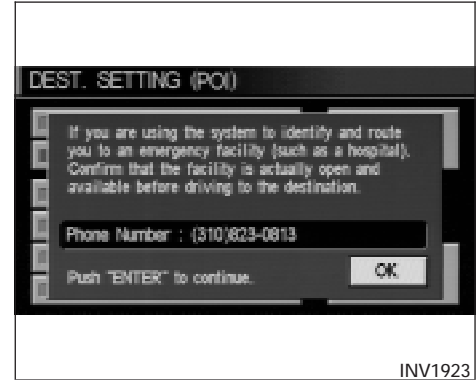 DEST. SETTING (POI)
If you are using the system to identify and route
you to an emergency facility (such as a hospital).
Confirm that the facility is actually open and
available before driving to the destination.
Phone Number : (310)823-0813
Push "ENTER" to continue.
OK
INV1923